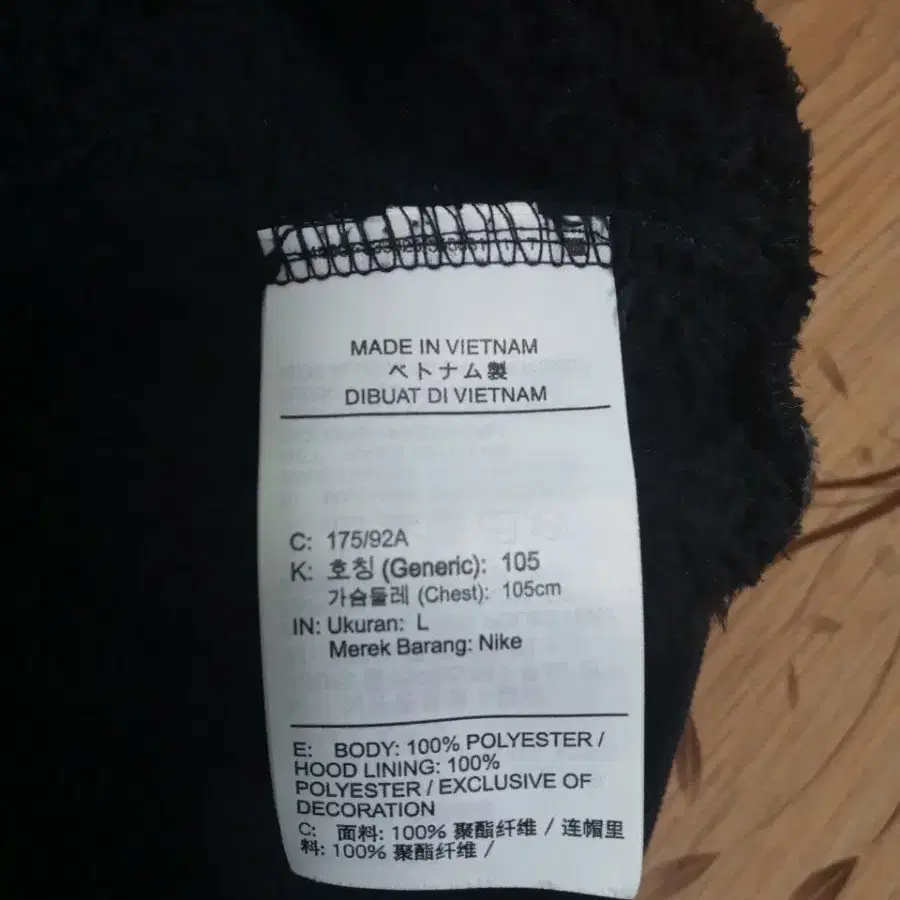 MADE IN VIETNAM
ベトナム製
DIBUAT DI VIETNAM
C: 175/92A
K: 호칭 (Generic): 105
가슴둘레 (Chest): 105cm
IN: Ukuran: L
Merek Barang: Nike
E: BODY: 100% POLYESTER /
HOOD LINING: 100%
POLYESTER / EXCLUSIVE OF
DECORATION
C: 面料: 100% 聚酯纤维 / 连帽里
料: 100% 聚酯纤维 /